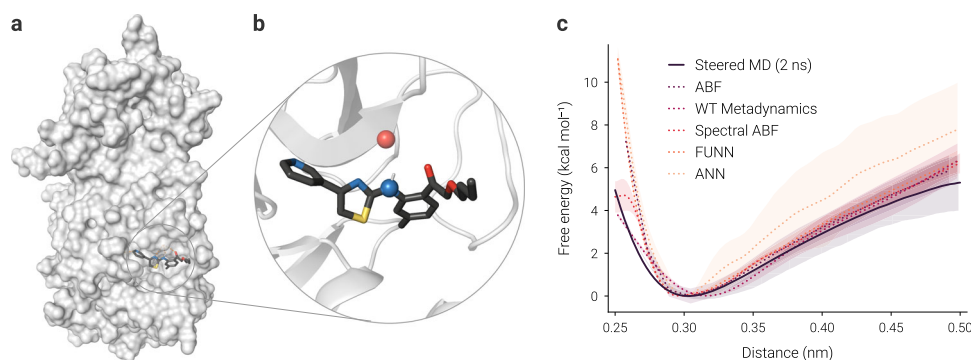 a
b
c
Steered MD (2 ns)
ABF
WT Metadynamics
Spectral ABF
FUNN
ANN
Free energy (kcal mol⁻¹)
10
8
6
4
2
0
0.25
0.30
0.35
0.40
0.45
0.50
Distance (nm)